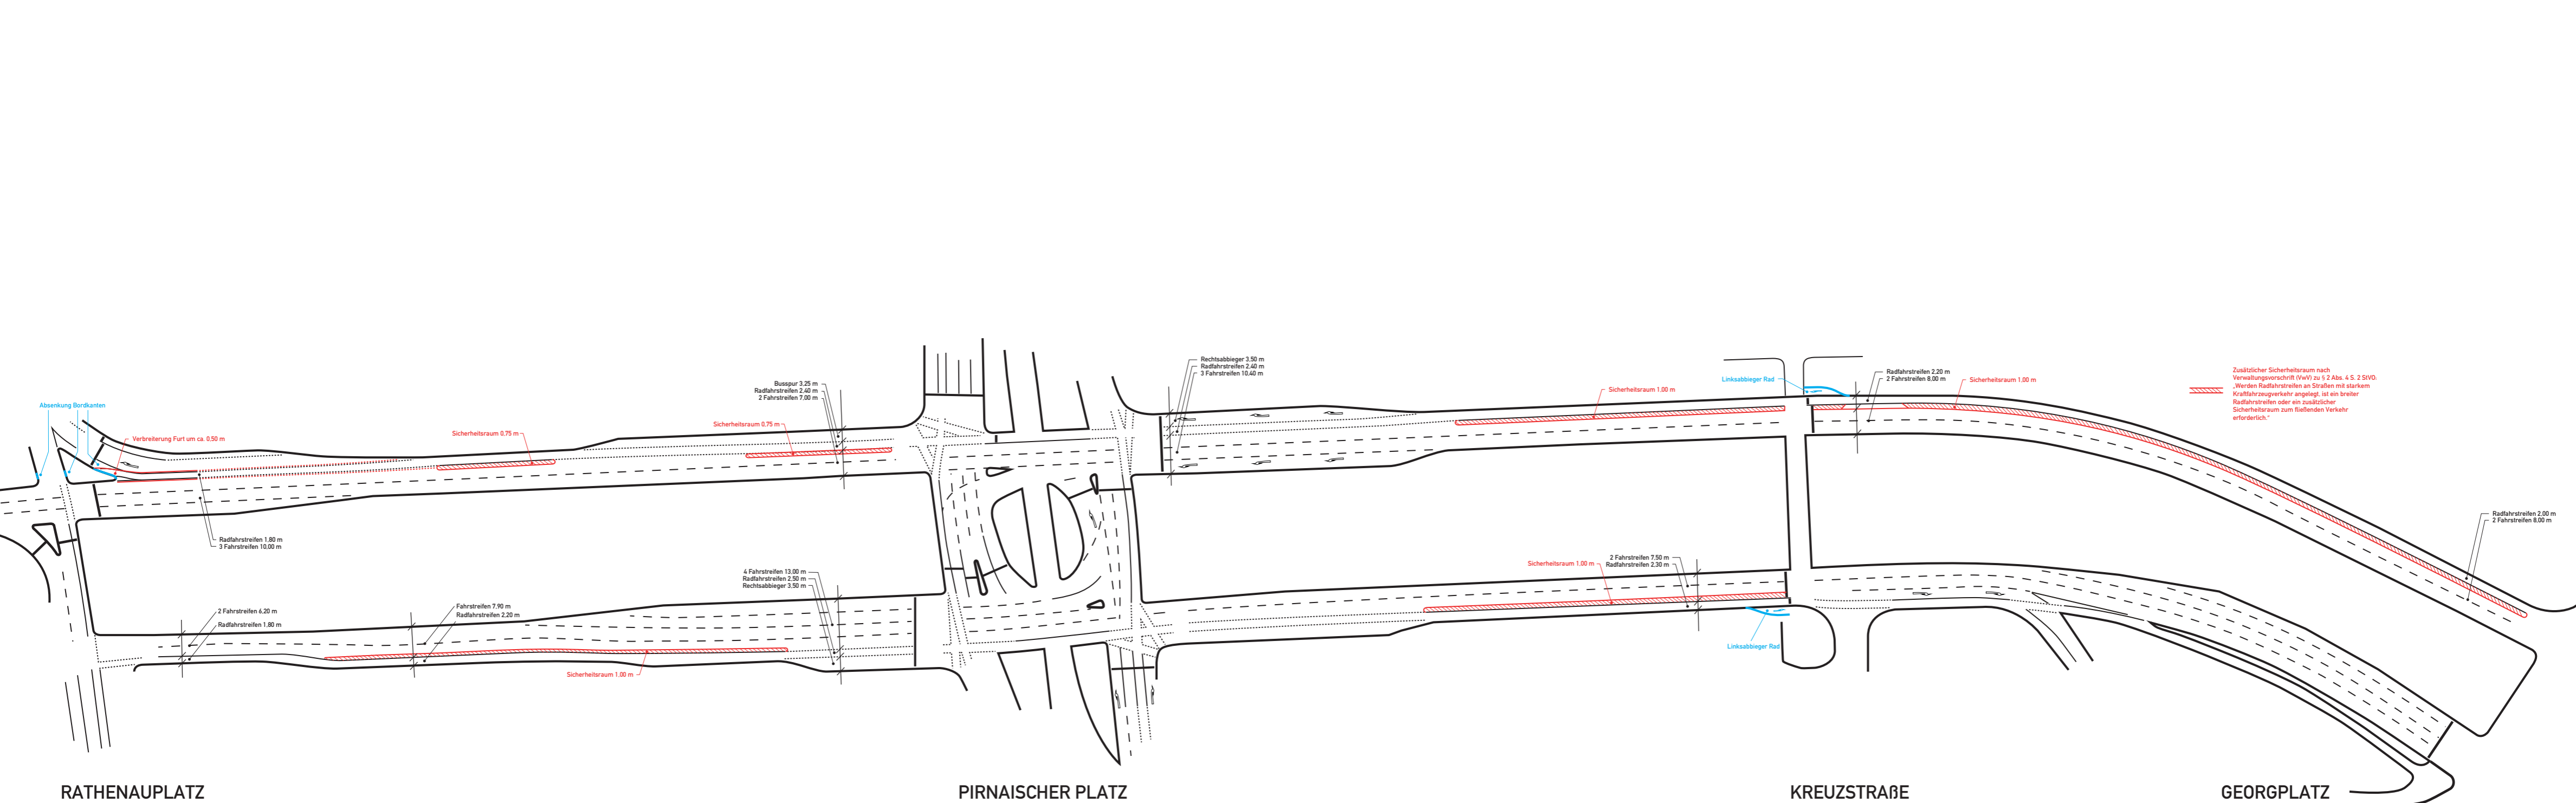 Absenkung Bordkanten
Verbreiterung Furt um ca. 0.50 m
Radfahrstreifen 1.80 m
3 Fahrstreifen 10.00 m
Sicherheitsraum 0.75 m
Sicherheitsraum 0.75 m
Busspur 3.25 m
Radfahrstreifen 2.40 m
2 Fahrstreifen 7.00 m
Rechtsabbieger 3.50 m
Radfahrstreifen 2.40 m
3 Fahrstreifen 10.40 m
Sicherheitsraum 1.00 m
Linksabbieger Rad
Radfahrstreifen 2.20 m
2 Fahrstreifen 8.00 m
Sicherheitsraum 1.00 m
Zusätzlicher Sicherheitsraum nach
Verwaltungsvorschrift (VwV) zu § 2 Abs. 4 S. 2 StVO:
„Werden Radfahrstreifen an Straßen mit starkem
Kraftfahrzeugverkehr angelegt, ist ein breiter
Radfahrstreifen oder ein zusätzlicher
Sicherheitsraum zum fließenden Verkehr
erforderlich.“
Radfahrstreifen 2.00 m
2 Fahrstreifen 8.00 m
2 Fahrstreifen 6.20 m
Radfahrstreifen 1.80 m
Fahrstreifen 7.90 m
Radfahrstreifen 2.20 m
Sicherheitsraum 1.00 m
4 Fahrstreifen 13.00 m
Radfahrstreifen 2.50 m
Rechtsabbieger 3.50 m
Sicherheitsraum 1.00 m
2 Fahrstreifen 7.50 m
Radfahrstreifen 2.30 m
Linksabbieger Rad
RATHENAUPLATZ
PIRNAISCHER PLATZ
KREUZSTRAßE
GEORGPLATZ